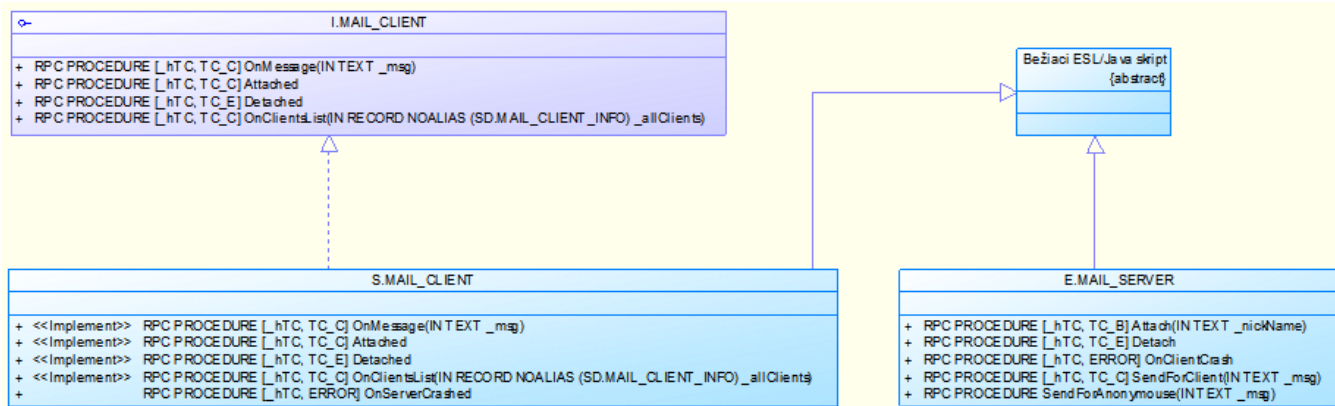 I.MAIL_CLIENT
+ RPC PROCEDURE [_hTC, TC_C] OnMessage(IN TEXT _msg)
+ RPC PROCEDURE [_hTC, TC_C] Attached
+ RPC PROCEDURE [_hTC, TC_E] Detached
+ RPC PROCEDURE [_hTC, TC_C] OnClientsList(IN RECORD NOALIAS (SD.MAIL_CLIENT_INFO) _allClients)
Bežiaci ESL/Java skript
{abstract}
S.MAIL_CLIENT
+ <<Implement>> RPC PROCEDURE [_hTC, TC_C] OnMessage(IN TEXT _msg)
+ <<Implement>> RPC PROCEDURE [_hTC, TC_C] Attached
+ <<Implement>> RPC PROCEDURE [_hTC, TC_E] Detached
+ <<Implement>> RPC PROCEDURE [_hTC, TC_C] OnClientsList(IN RECORD NOALIAS (SD.MAIL_CLIENT_INFO) _allClients)
+ RPC PROCEDURE [_hTC, ERROR] OnServerCrashed
E.MAIL_SERVER
+ RPC PROCEDURE [_hTC, TC_B] Attach(IN TEXT _nickName)
+ RPC PROCEDURE [_hTC, TC_E] Detach
+ RPC PROCEDURE [_hTC, ERROR] OnClientCrash
+ RPC PROCEDURE [_hTC, TC_C] SendForClient(IN TEXT _msg)
+ RPC PROCEDURE SendForAnonymouse(IN TEXT _msg)